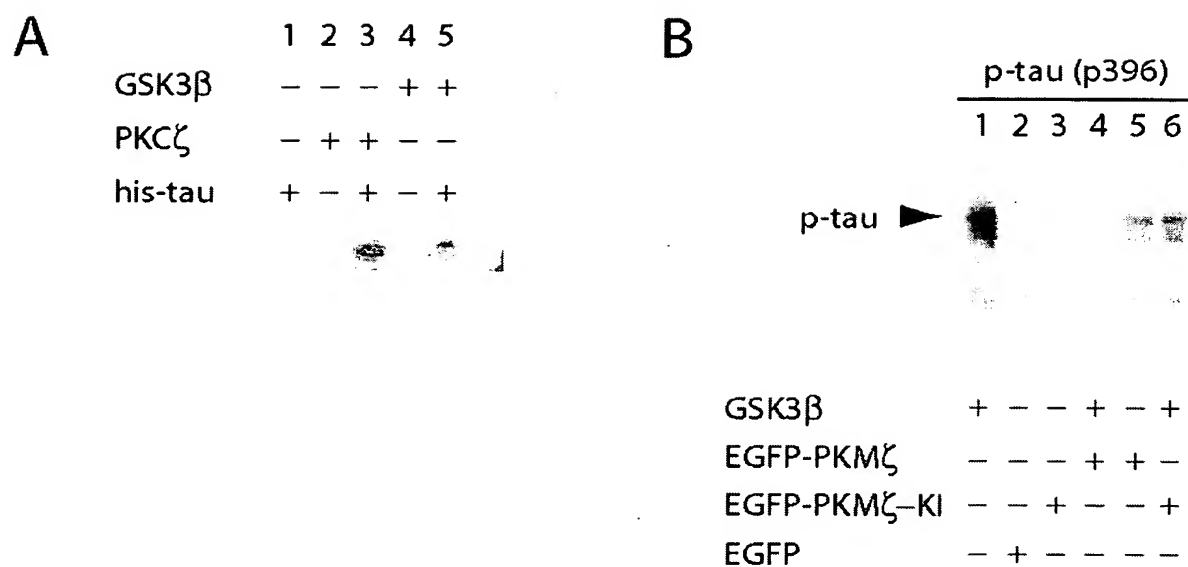 A
1 2 3 4 5
GSK3β – – – + +
PKCζ – + + – –
his-tau + – + – +
B
p-tau (p396)
1 2 3 4 5 6
p-tau
GSK3β + – – + – +
EGFP-PKMζ – – – + + –
EGFP-PKMζ–KI – – + – – +
EGFP – + – – – –